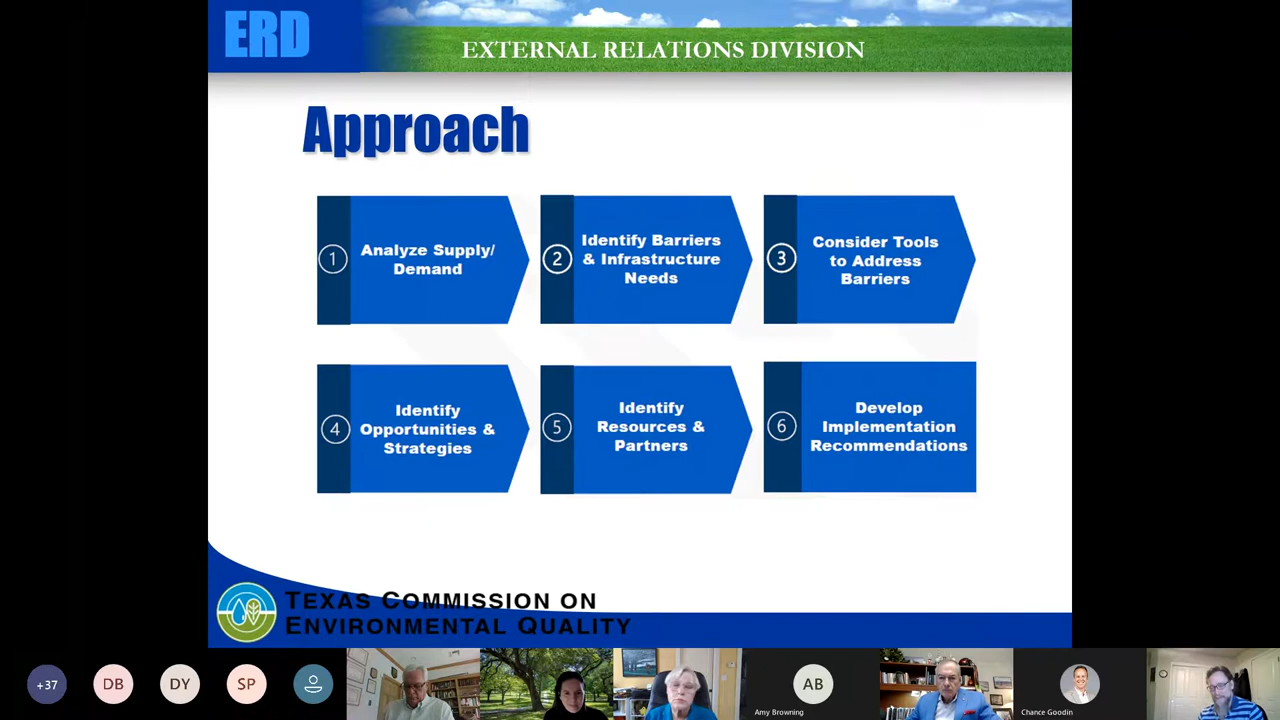 ERD
EXTERNAL RELATIONS DIVISION
Approach
1
Analyze Supply/
Demand
2
Identify Barriers
& Infrastructure
Needs
3
Consider Tools
to Address
Barriers
4
Identify
Opportunities &
Strategies
5
Identify
Resources &
Partners
6
Develop
Implementation
Recommendations
TEXAS COMMISSION ON
ENVIRONMENTAL QUALITY
+37
DB
DY
SP
AB
Amy Browning
Chance Goodin